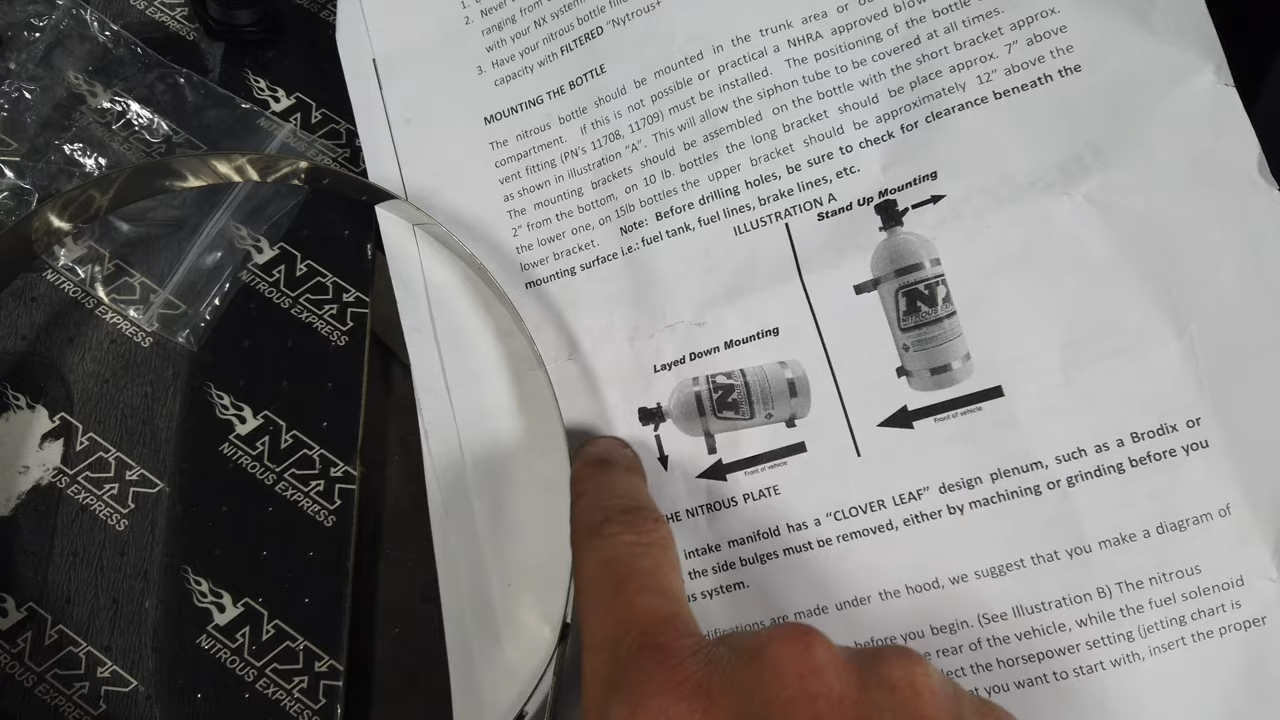 2. Never
ranging from
with your NX system.
3. Have your nitrous bottle
capacity with FILTERED "Nytrous+
MOUNTING THE BOTTLE
The nitrous bottle should be mounted in the trunk area or
compartment. If this is not possible or practical a NHRA approved
vent fitting (PN's 11708, 11709) must be installed. The positioning of the bottle
as shown in illustration "A". This will allow the siphon tube to be covered at all times.
The mounting brackets should be assembled on the bottle with the short bracket approx.
2" from the bottom, on 10 lb. bottles the long bracket should be place approx. 7" above
the lower one, on 15lb bottles the upper bracket should be approximately 12" above the
lower bracket. Note: Before drilling holes, be sure to check for clearance beneath the
mounting surface i.e.: fuel tank, fuel lines, brake lines, etc.
ILLUSTRATION A
Stand Up Mounting
Layed Down Mounting
Front of vehicle
Front of vehicle
HE NITROUS PLATE
intake manifold has a "CLOVER LEAF" design plenum, such as a Brodix or
the side bulges must be removed, either by machining or grinding before you
us system.
difications are made under the hood, we suggest that you make a diagram of
before you begin. (See Illustration B) The nitrous
e rear of the vehicle, while the fuel solenoid
lect the horsepower setting (jetting chart is
at you want to start with, insert the proper
NX
NITROUS EXPRESS
NX
NITROUS EXPRESS
NX
NITROUS EXPRESS
NX
NITROUS EXPRESS
NX
NITROUS EXPRESS
NX
NITROUS EXPRESS
NX
NITROUS EXPRESS